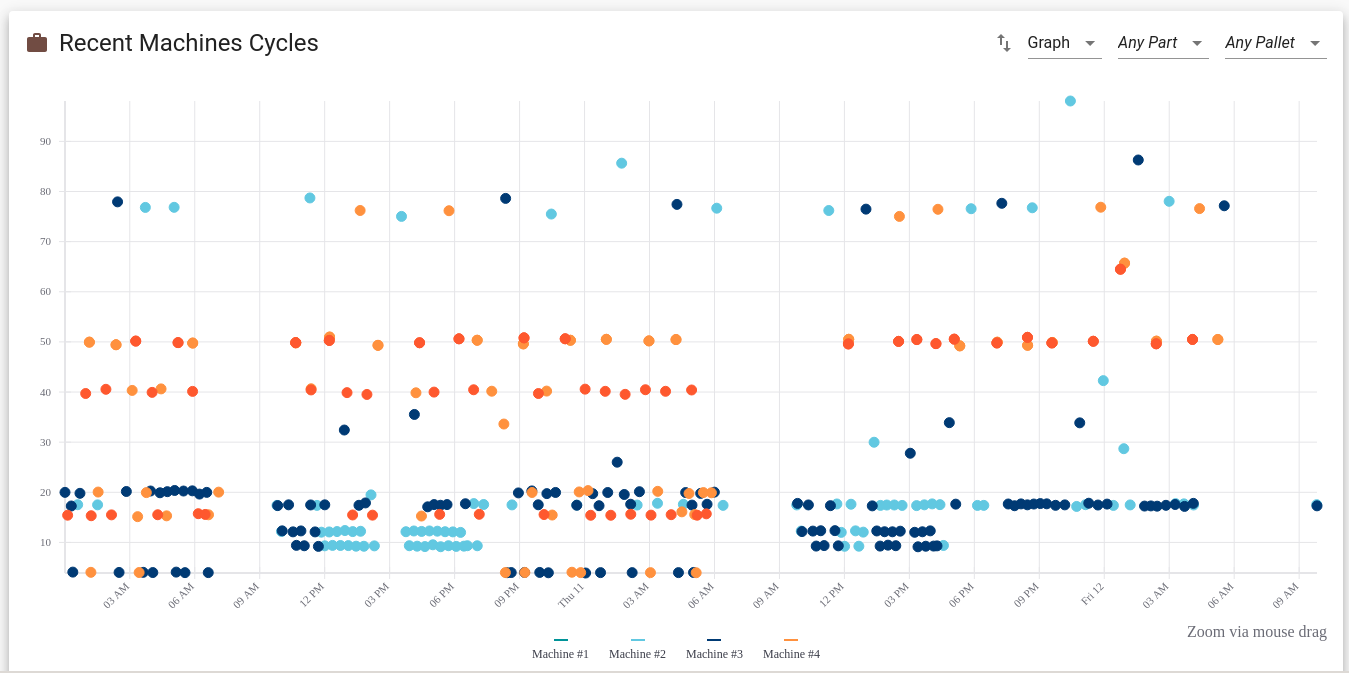 Recent Machines Cycles
Graph Any Part Any Pallet
90
80
70
60
50
40
30
20
10
03 AM 06 AM 09 AM 12 PM 03 PM 06 PM 09 PM Thu 11 03 AM 06 AM 09 AM 12 PM 03 PM 06 PM 09 PM Fri 12 03 AM 06 AM 09 AM
Zoom via mouse drag
Machine #1 Machine #2 Machine #3 Machine #4